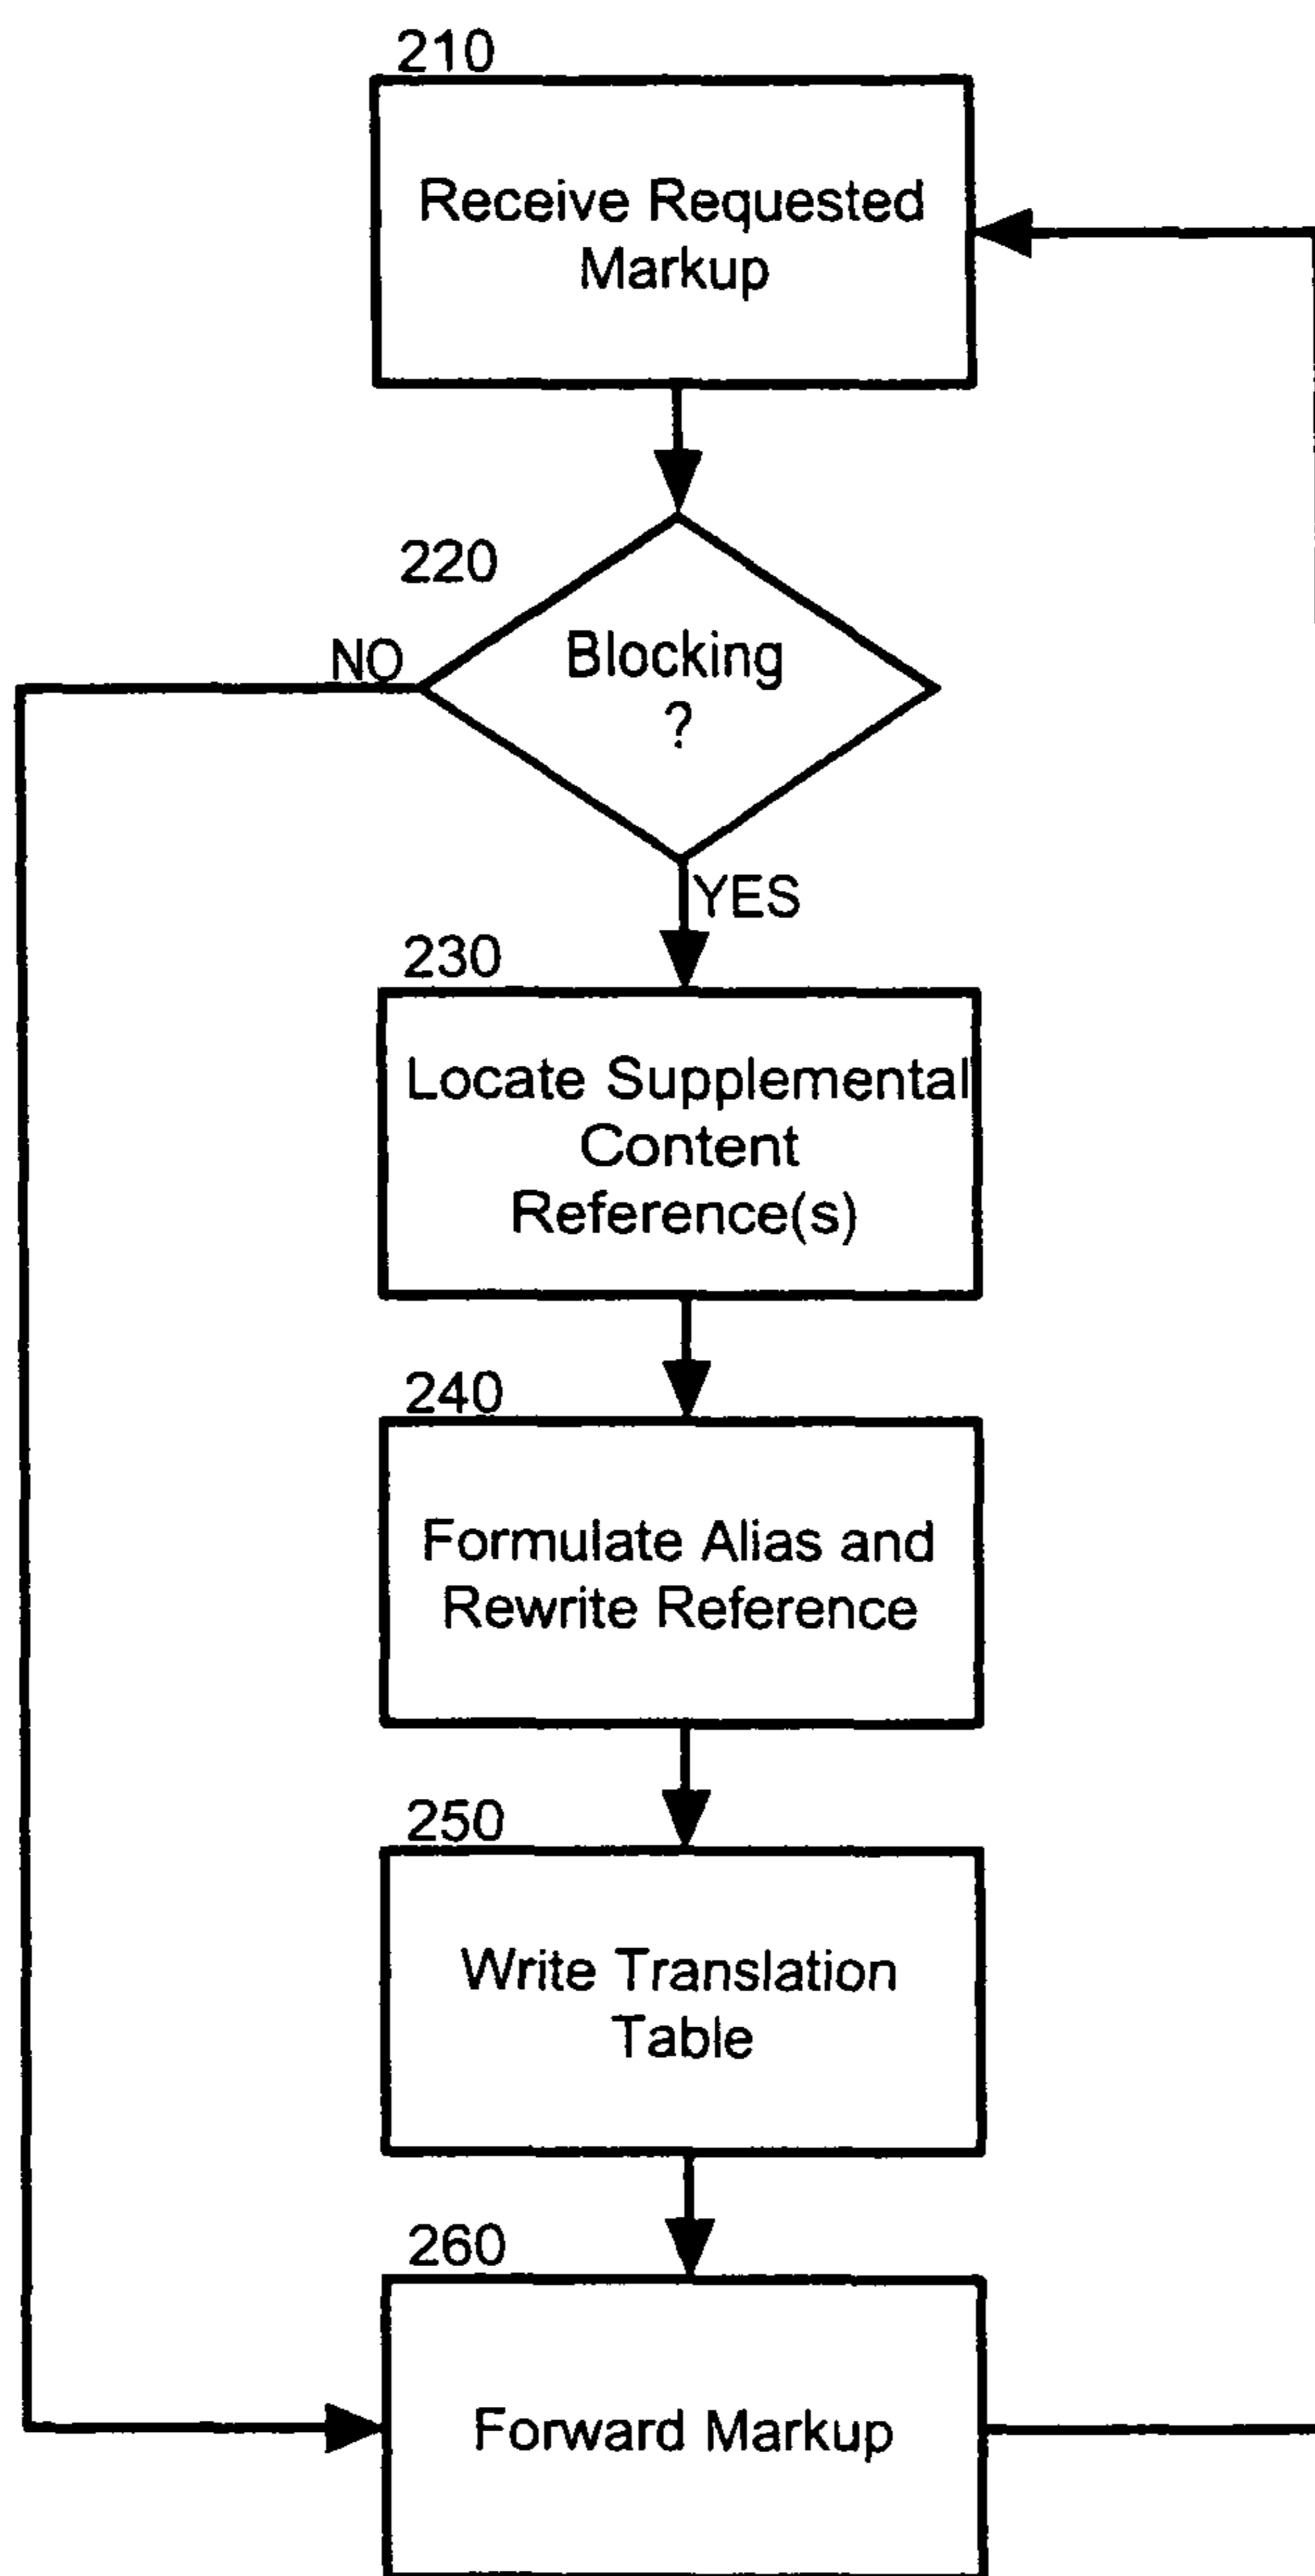 210
Receive Requested
Markup
220
NO
Blocking
?
YES
230
Locate Supplemental
Content
Reference(s)
240
Formulate Alias and
Rewrite Reference
250
Write Translation
Table
260
Forward Markup